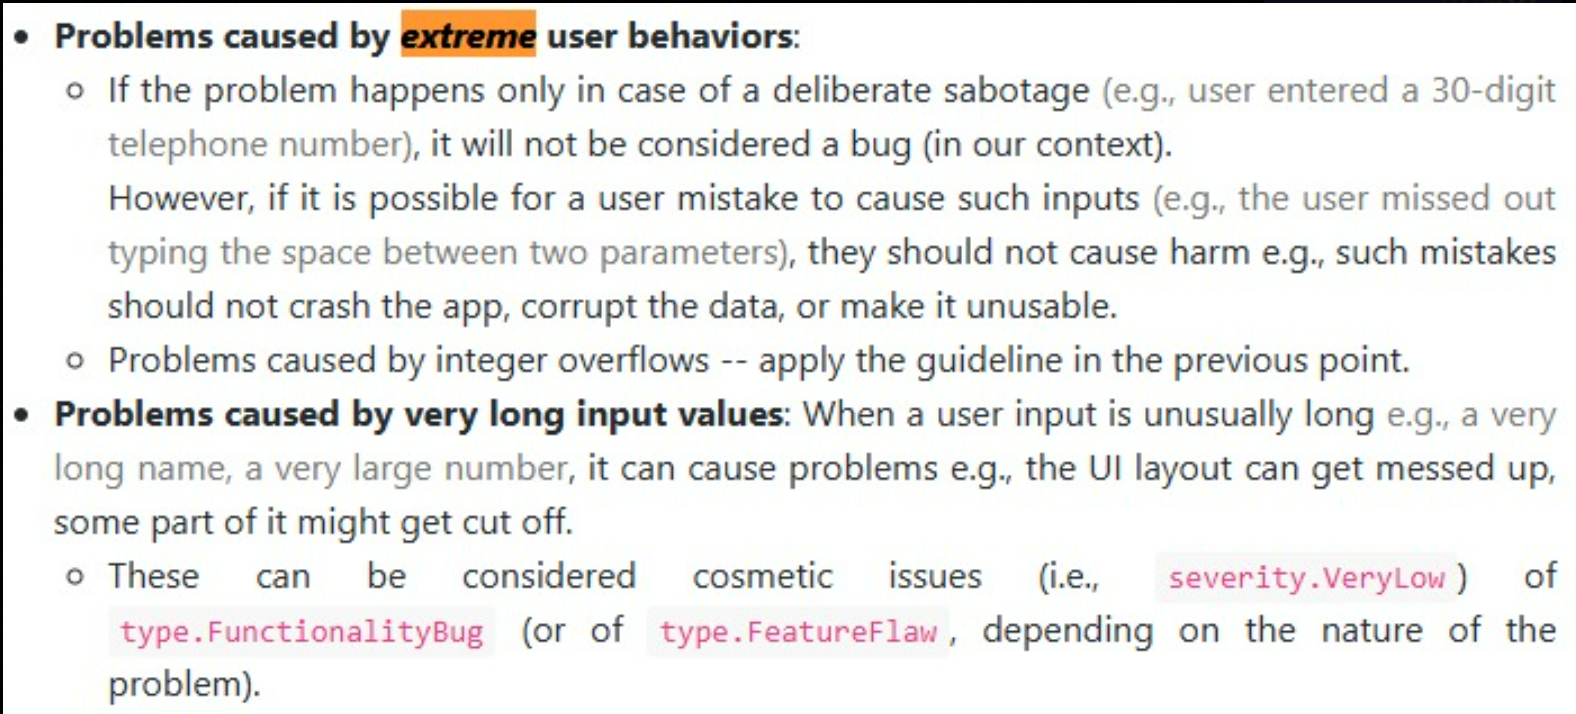 • Problems caused by extreme user behaviors:
○ If the problem happens only in case of a deliberate sabotage (e.g., user entered a 30-digit
telephone number), it will not be considered a bug (in our context).
However, if it is possible for a user mistake to cause such inputs (e.g., the user missed out
typing the space between two parameters), they should not cause harm e.g., such mistakes
should not crash the app, corrupt the data, or make it unusable.
○ Problems caused by integer overflows -- apply the guideline in the previous point.
• Problems caused by very long input values: When a user input is unusually long e.g., a very
long name, a very large number, it can cause problems e.g., the UI layout can get messed up,
some part of it might get cut off.
○ These can be considered cosmetic issues (i.e., severity.VeryLow) of
type.FunctionalityBug (or of type.FeatureFlaw, depending on the nature of the
problem).